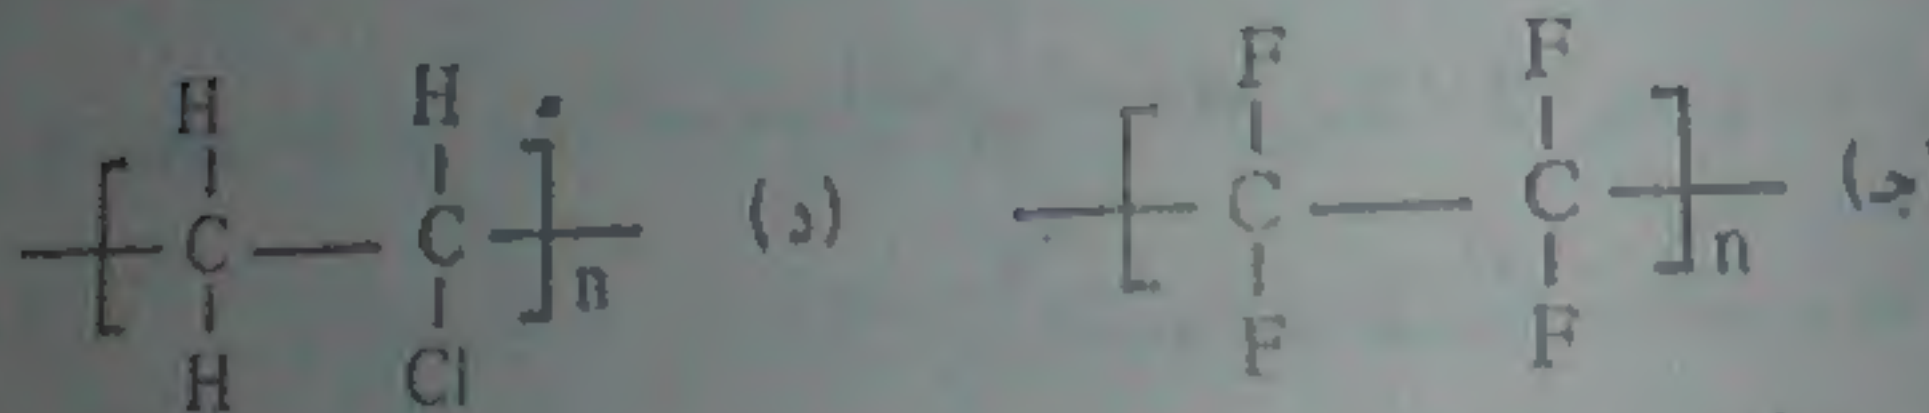 H H F F
[ C C ]n (د) [ C C ]n (ج)
H Cl F F